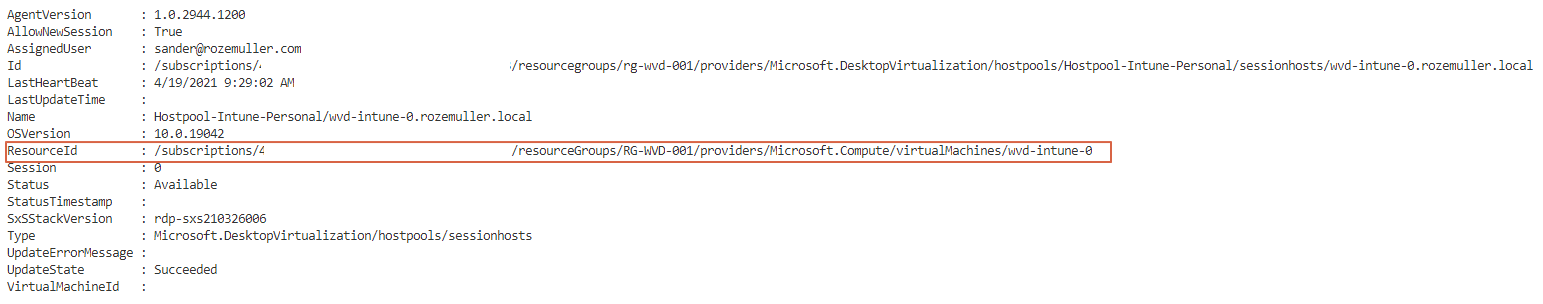 AgentVersion : 1.0.2944.1200
AllowNewSession : True
AssignedUser : sander@rozemuller.com
Id : /subscriptions/4 /resourcegroups/rg-wvd-001/providers/Microsoft.DesktopVirtualization/hostpools/Hostpool-Intune-Personal/sessionhosts/wvd-intune-0.rozemuller.local
LastHeartBeat : 4/19/2021 9:29:02 AM
LastUpdateTime :
Name : Hostpool-Intune-Personal/wvd-intune-0.rozemuller.local
OSVersion : 10.0.19042
ResourceId : /subscriptions/4 /resourceGroups/RG-WVD-001/providers/Microsoft.Compute/virtualMachines/wvd-intune-0
Session : 0
Status : Available
StatusTimestamp :
SxSStackVersion : rdp-sxs210326006
Type : Microsoft.DesktopVirtualization/hostpools/sessionhosts
UpdateErrorMessage :
UpdateState : Succeeded
VirtualMachineId :